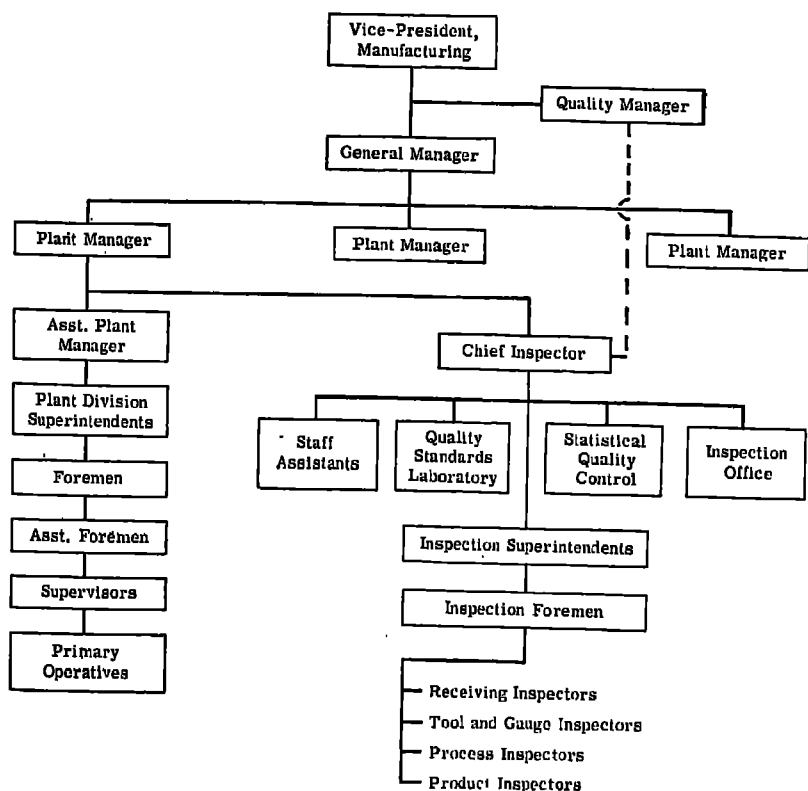 Vice-President,
Manufacturing
Quality Manager
General Manager
Plant Manager
Plant Manager
Plant Manager
Asst. Plant
Manager
Chief Inspector
Plant Division
Superintendents
Staff
Assistants
Quality
Standards
Laboratory
Statistical
Quality
Control
Inspection
Office
Foremen
Asst. Foremen
Inspection Superintendents
Supervisors
Inspection Foremen
Primary
Operatives
Receiving Inspectors
Tool and Gauge Inspectors
Process Inspectors
Product Inspectors